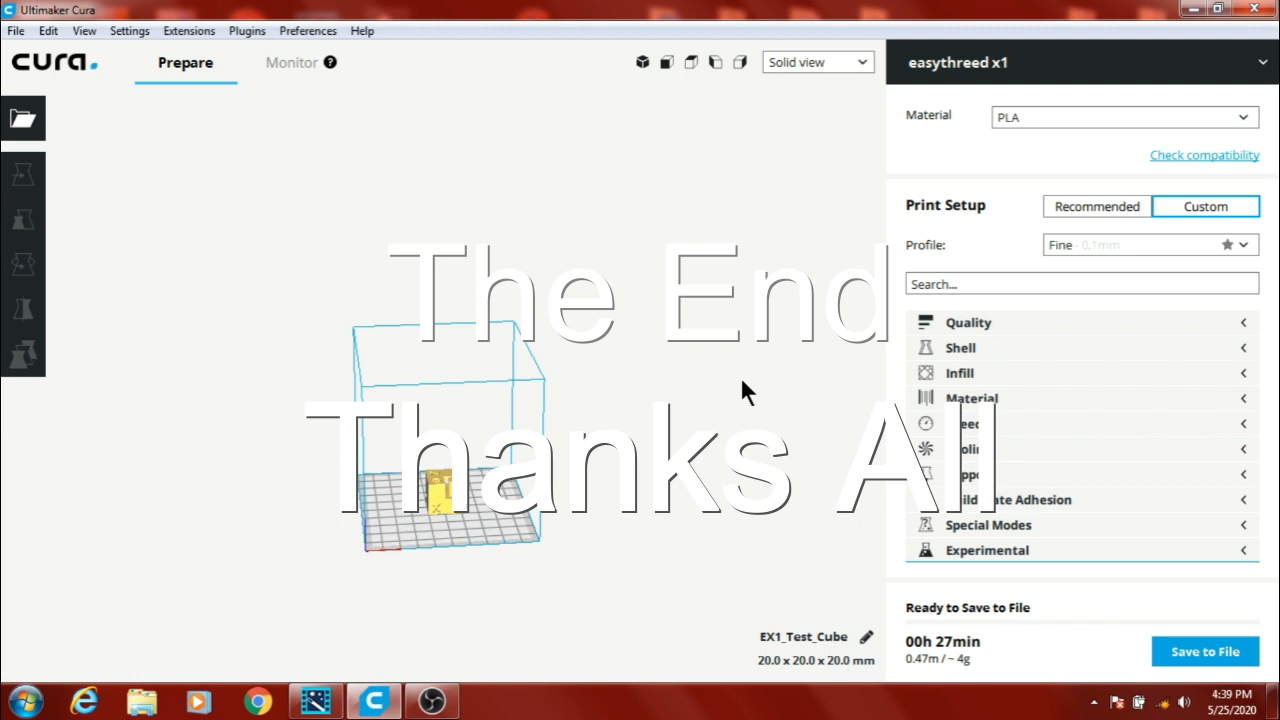 Ultimaker Cura
File Edit View Settings Extensions Plugins Preferences Help
cura.
Prepare
Monitor ?
Solid view
easythreed x1
Material
PLA
Check compatibility
Print Setup
Recommended
Custom
Profile:
Fine - 0.1mm
Search...
The End
Thanks All
Quality
Shell
Infill
Material
Adhesion
Special Modes
Experimental
Ready to Save to File
EX1_Test_Cube
20.0 x 20.0 x 20.0 mm
00h 27min
0.47m / ~ 4g
Save to File
4:39 PM
5/25/2020